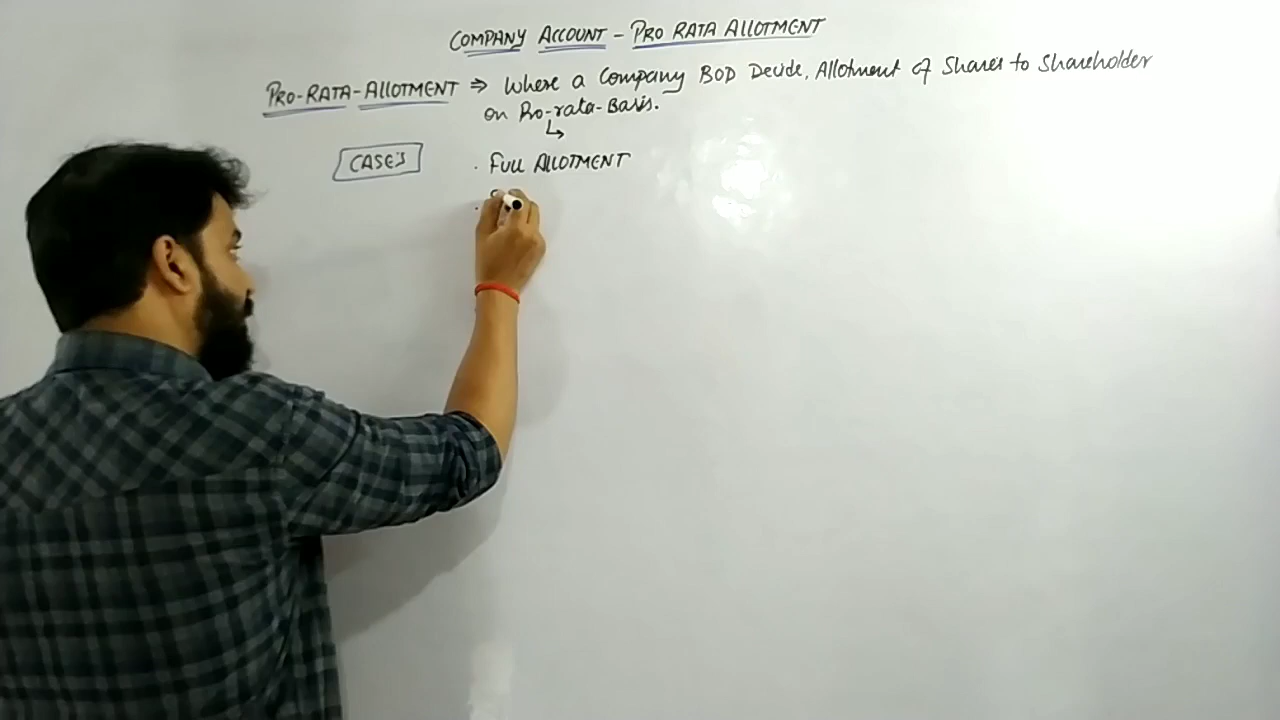 COMPANY ACCOUNT - PRO RATA ALLOTMENT
PRO-RATA-ALLOTMENT ⇒ Where a Company BOD Decide, Allotment of Shares to Shareholder
on Pro-rata-Basis.
↳
CASE'S
· FULL ALLOTMENT
·